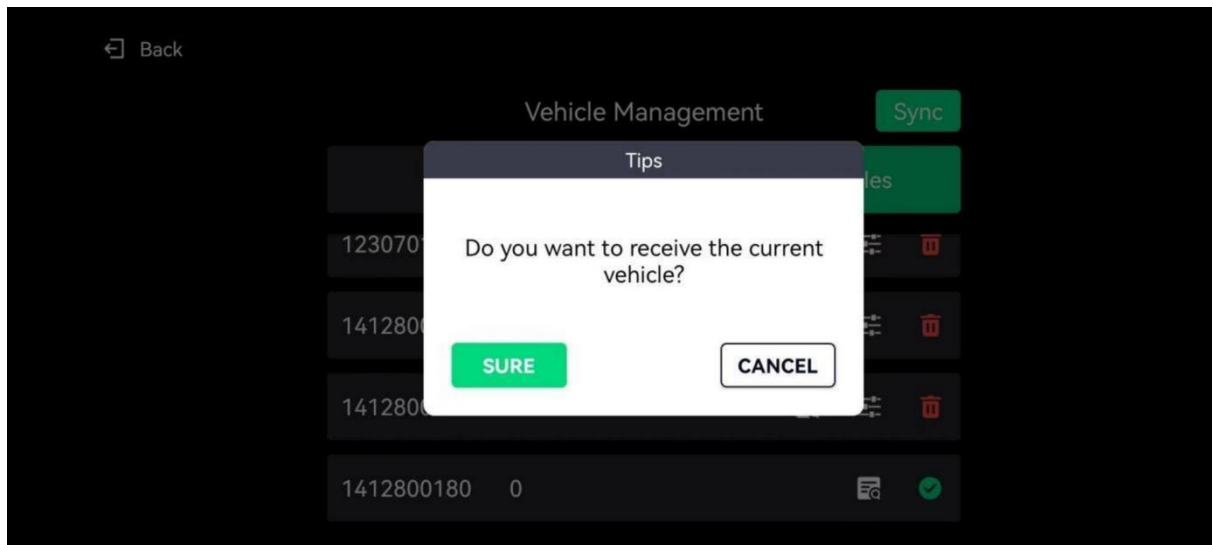 Back
Vehicle Management
Sync
Tips
Do you want to receive the current
vehicle?
SURE
CANCEL
1412800180 0